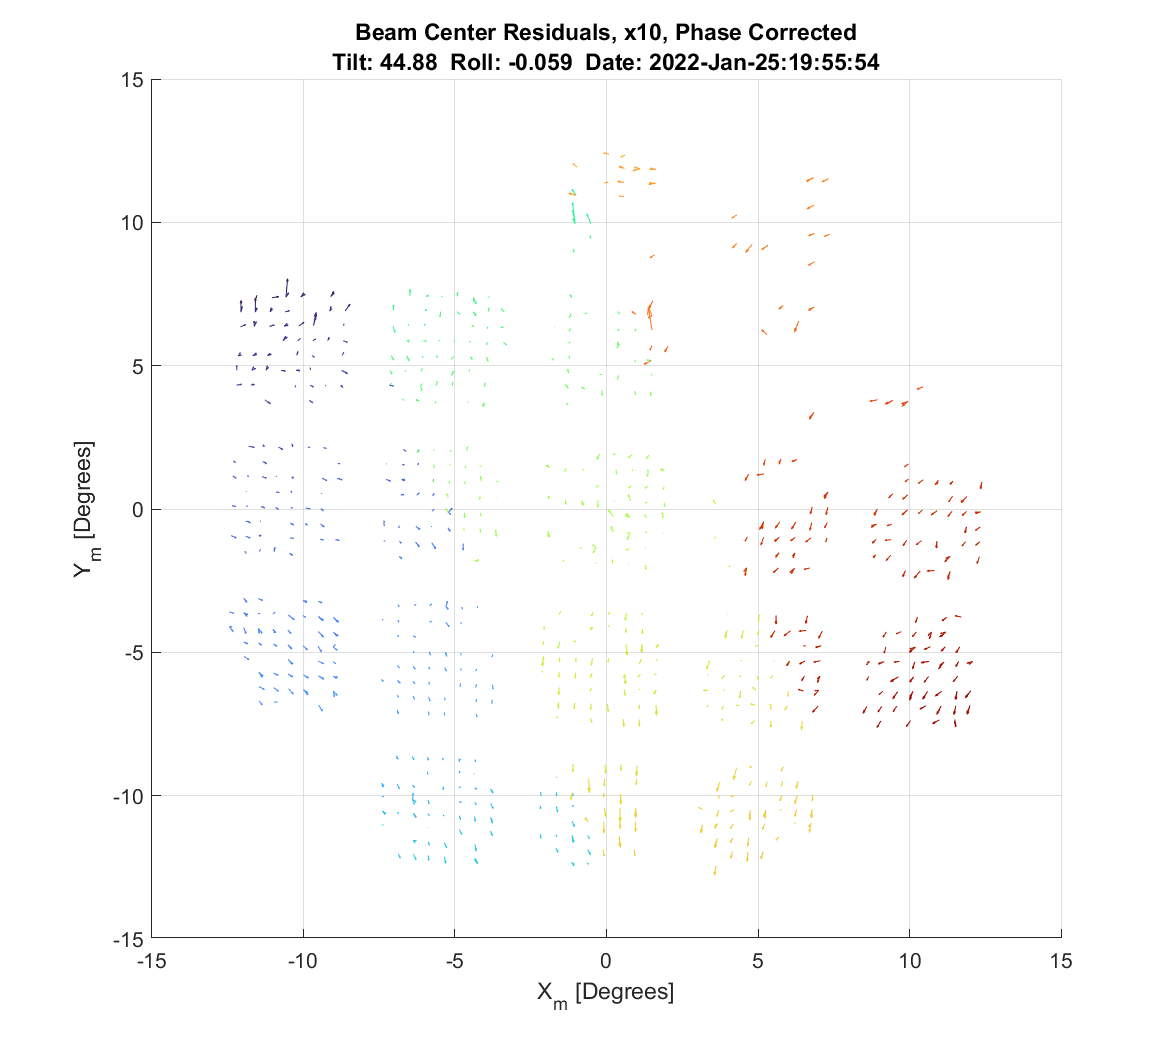 Beam Center Residuals, x10, Phase Corrected
Tilt: 44.88 Roll: -0.059 Date: 2022-Jan-25:19:55:54
15
10
5
0
-5
-10
-15
Y_m [Degrees]
-15 -10 -5 0 5 10 15
X_m [Degrees]